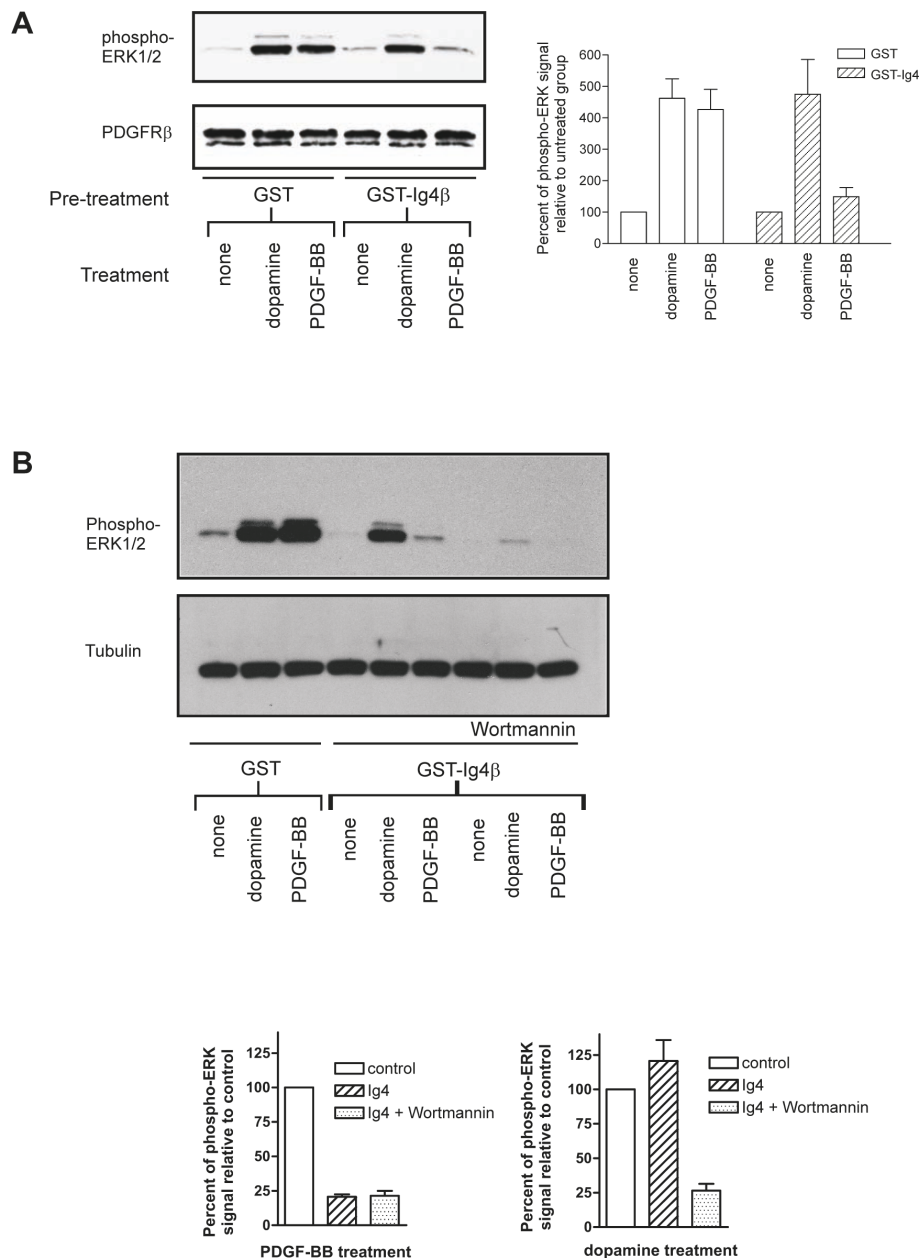 A
phospho-
ERK1/2
PDGFRβ
Pre-treatment
GST
GST-Ig4β
Treatment
none
dopamine
PDGF-BB
none
dopamine
PDGF-BB
Percent of phospho-ERK signal
relative to untreated group
600
500
400
300
200
100
0
GST
GST-Ig4
none
dopamine
PDGF-BB
none
dopamine
PDGF-BB
B
Phospho-
ERK1/2
Tubulin
Wortmannin
GST
GST-Ig4β
none
dopamine
PDGF-BB
none
dopamine
PDGF-BB
none
dopamine
PDGF-BB
Percent of phospho-ERK
signal relative to control
125
100
75
50
25
0
control
Ig4
Ig4 + Wortmannin
PDGF-BB treatment
Percent of phospho-ERK
signal relative to control
125
100
75
50
25
0
control
Ig4
Ig4 + Wortmannin
dopamine treatment